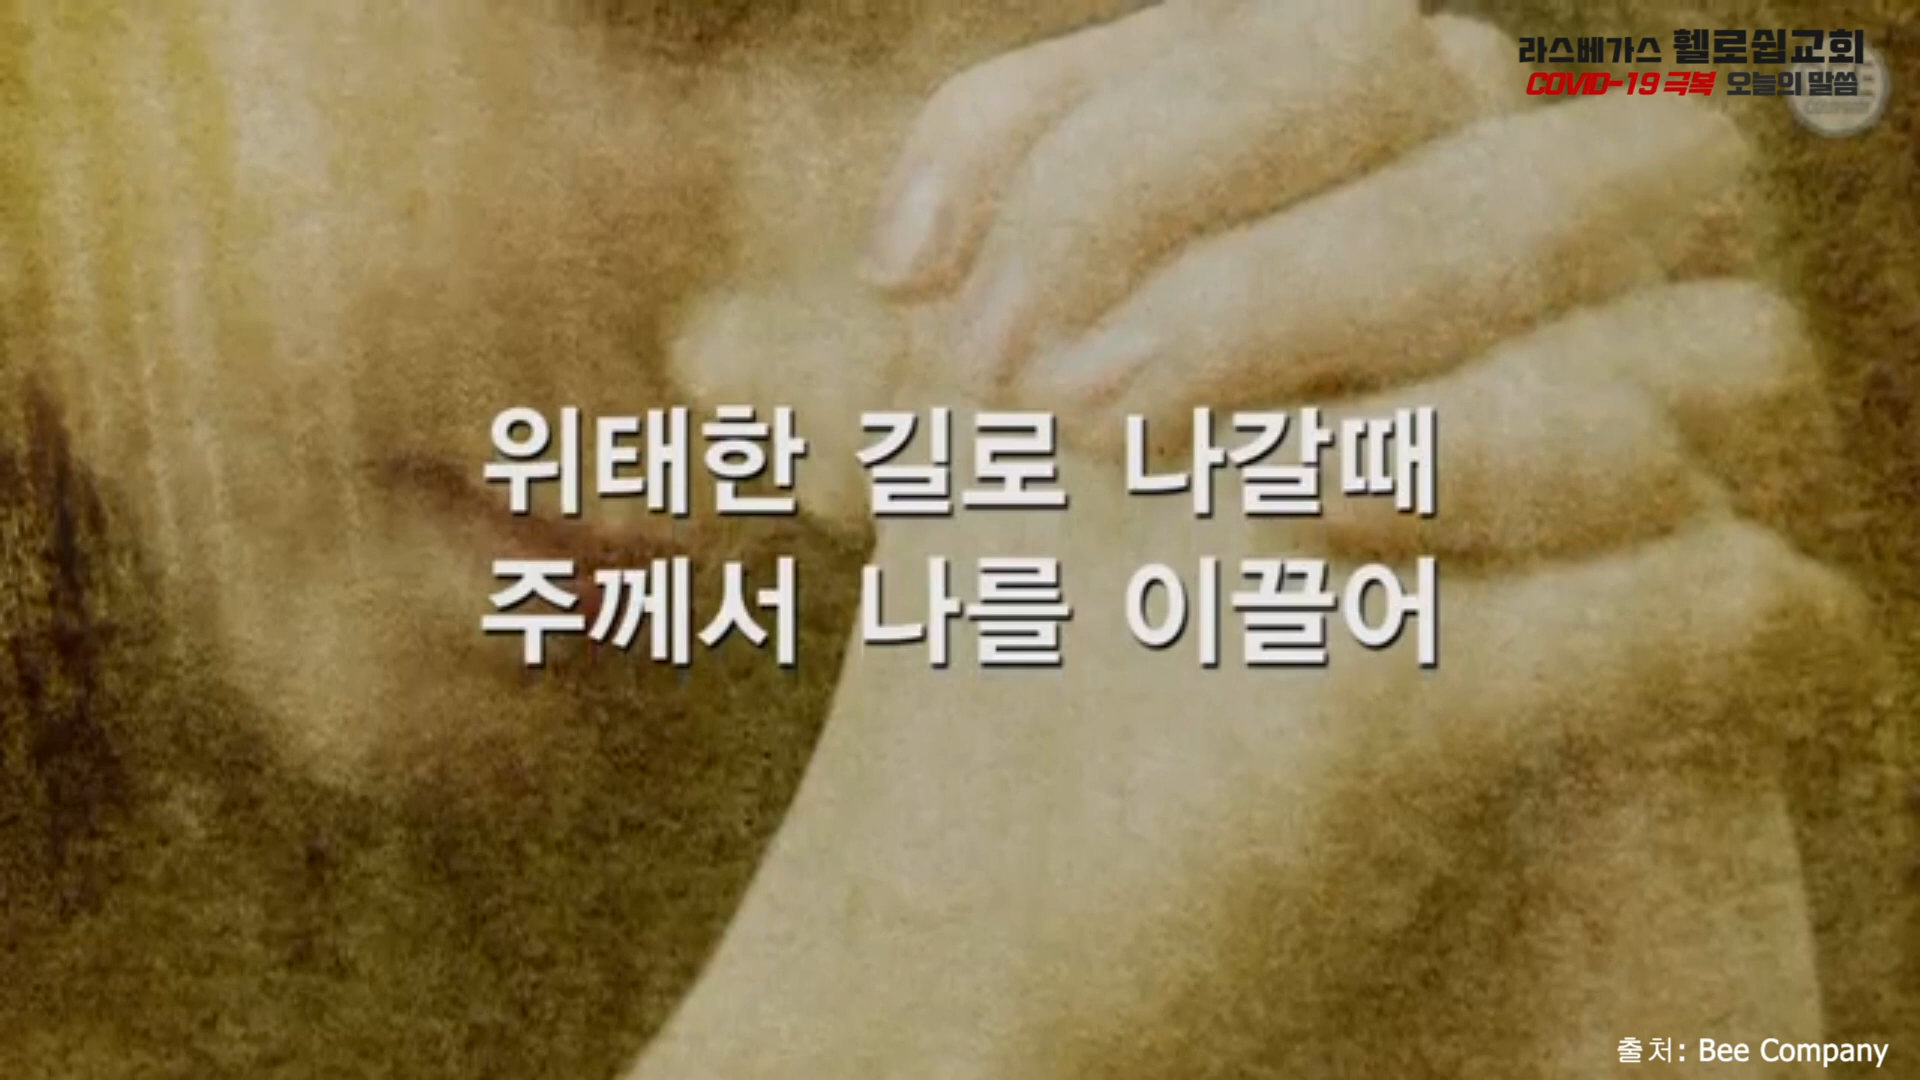 라스베가스 헬로쉽교회
COVID-19 극복 오늘의 말씀
위태한 길로 나갈때
주께서 나를 이끌어
출처: Bee Company